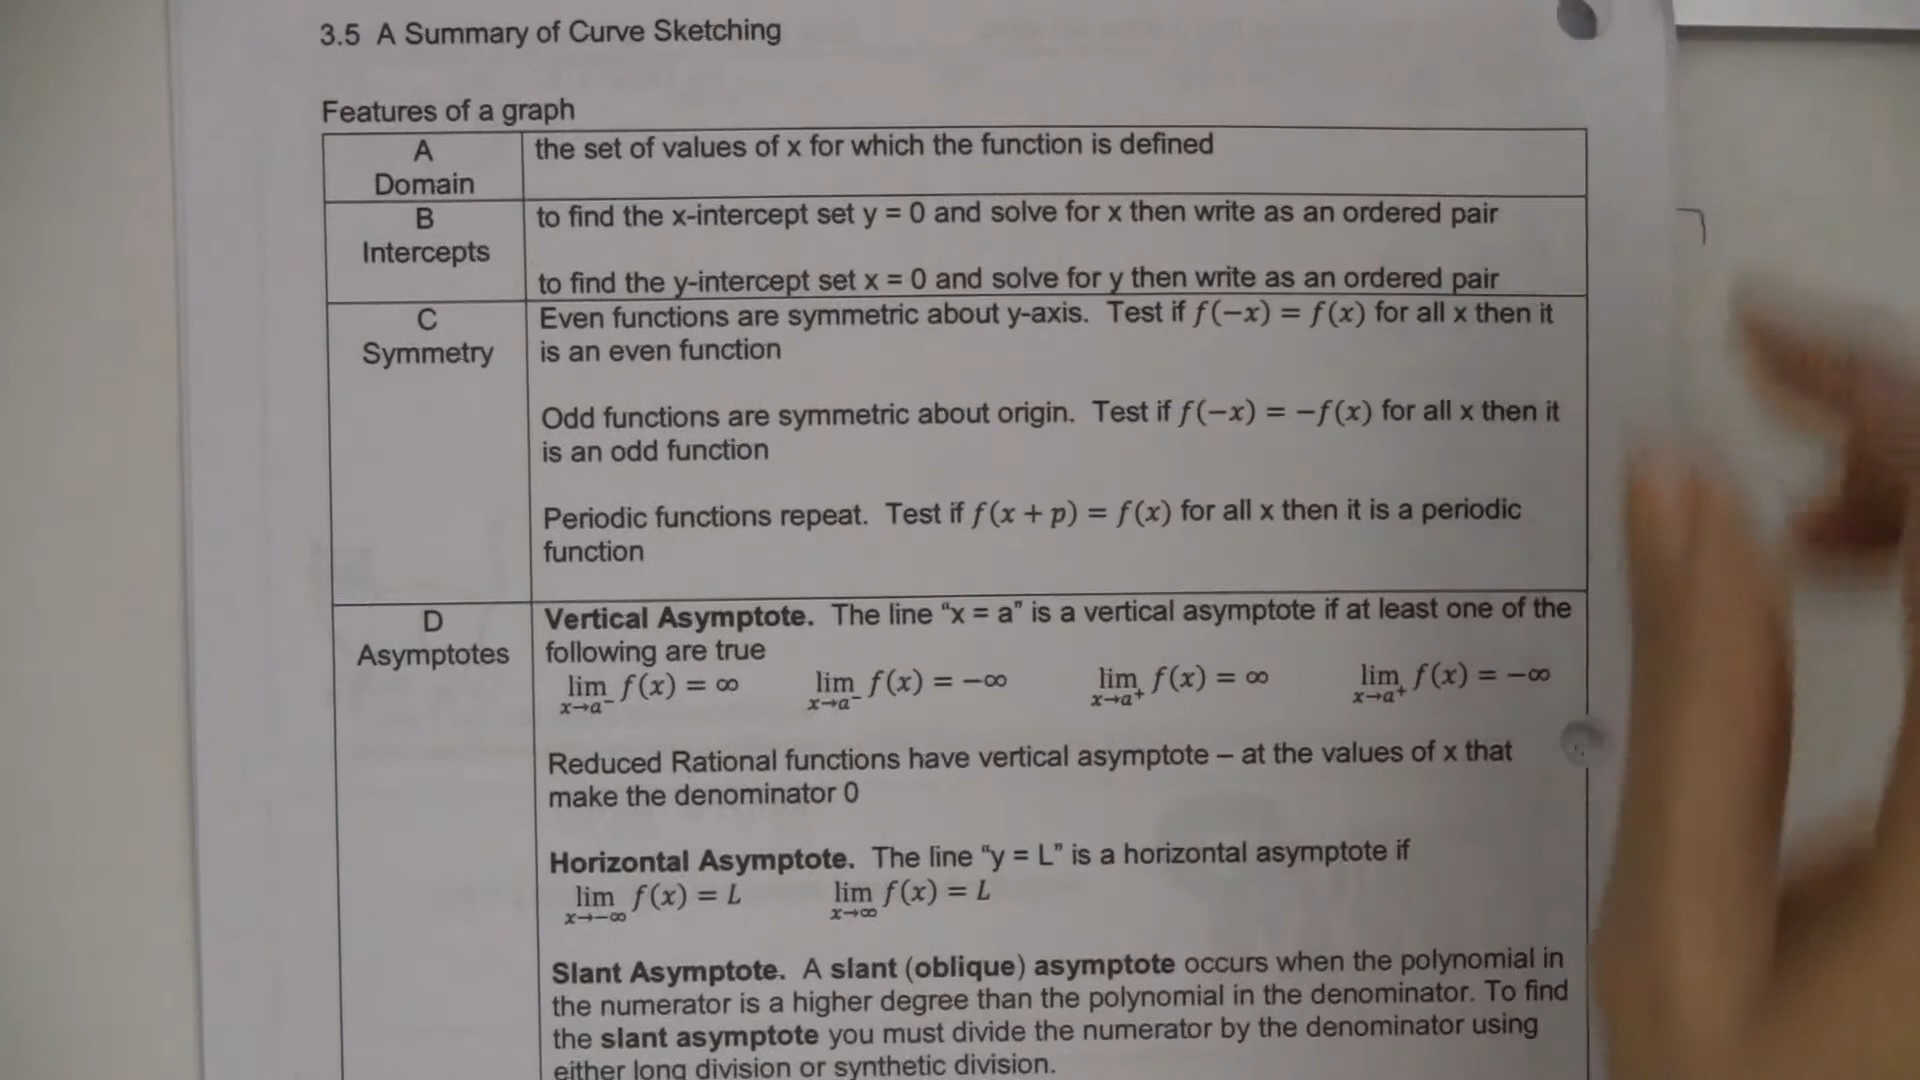 3.5 A Summary of Curve Sketching
Features of a graph
A
Domain
the set of values of x for which the function is defined
B
Intercepts
to find the x-intercept set y = 0 and solve for x then write as an ordered pair
to find the y-intercept set x = 0 and solve for y then write as an ordered pair
C
Symmetry
Even functions are symmetric about y-axis. Test if f(−x) = f(x) for all x then it
is an even function
Odd functions are symmetric about origin. Test if f(−x) = −f(x) for all x then it
is an odd function
Periodic functions repeat. Test if f(x + p) = f(x) for all x then it is a periodic
function
D
Asymptotes
Vertical Asymptote. The line “x = a” is a vertical asymptote if at least one of the
following are true
lim x→a⁻ f(x) = ∞ lim x→a⁻ f(x) = −∞ lim x→a⁺ f(x) = ∞ lim x→a⁺ f(x) = −∞
Reduced Rational functions have vertical asymptote – at the values of x that
make the denominator 0
Horizontal Asymptote. The line “y = L” is a horizontal asymptote if
lim x→−∞ f(x) = L lim x→∞ f(x) = L
Slant Asymptote. A slant (oblique) asymptote occurs when the polynomial in
the numerator is a higher degree than the polynomial in the denominator. To find
the slant asymptote you must divide the numerator by the denominator using
either long division or synthetic division.